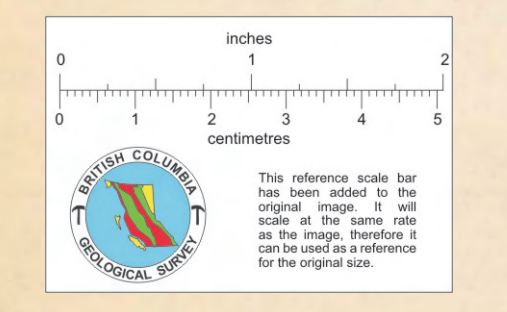 inches
0 1 2
0 1 2 3 4 5
centimetres
BRITISH COLUMBIA
GEOLOGICAL SURVEY
This reference scale bar
has been added to the
original image. It will
scale at the same rate
as the image, therefore it
can be used as a reference
for the original size.